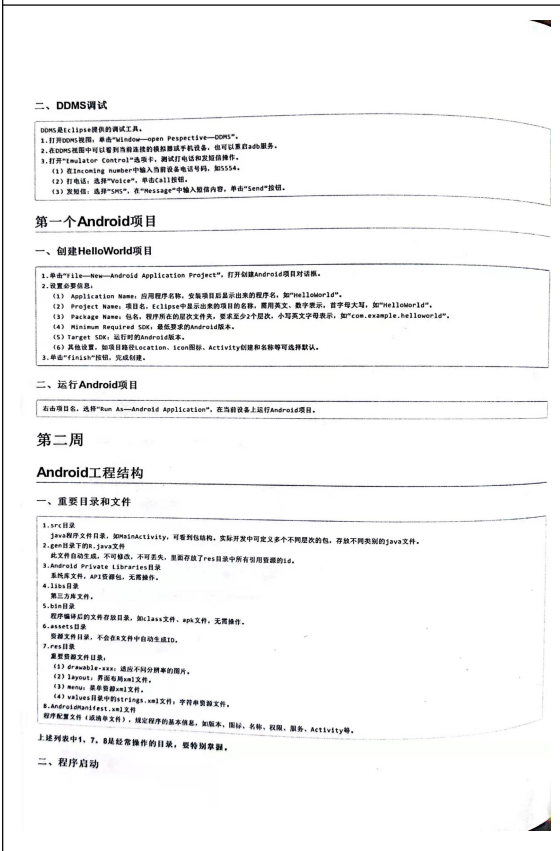 二、DDMS调试
DDMS是Eclipse提供的调试工具。
1.打开DDMS视图：单击“Window——open Pespective——DDMS”。
2.在DDMS视图中可以看到当前连接的模拟器或手机设备，也可以重启adb服务。
3.打开“Emulator Control”选项卡，测试打电话和发短信操作。
（1）在Incoming number中输入当前设备电话号码，如5554。
（2）打电话：选择“Voice”，单击Call按钮。
（3）发短信：选择“SMS”，在“Message”中输入短信内容，单击“Send”按钮。
第一个Android项目
一、创建HelloWorld项目
1.单击“File——New——Android Application Project”，打开创建Android项目对话框。
2.设置必要信息：
（1） Application Name：应用程序名称，安装项目后显示出来的程序名，如“HelloWorld”。
（2） Project Name：项目名，Eclipse中显示出来的项目的名称，需用英文、数字表示，首字母大写，如“HelloWorld”。
（3） Package Name：包名，程序所在的层次文件夹，要求至少2个层次，小写英文字母表示，如“com.example.helloworld”。
（4） Minimum Required SDK：最低要求的Android版本。
（5）Target SDK：运行时的Android版本。
（6）其他设置，如项目路径Location、icon图标、Activity创建和名称等可选择默认。
3.单击“finish”按钮，完成创建。
二、运行Android项目
右击项目名，选择“Run As——Android Application”，在当前设备上运行Android项目。
第二周
Android工程结构
一、重要目录和文件
1.src目录
java程序文件目录，如MainActivity，可看到包结构。实际开发中可定义多个不同层次的包，存放不同类别的java文件。
2.gen目录下的R.java文件
此文件自动生成，不可修改，不可丢失，里面存放了res目录中所有引用资源的id。
3.Android Private Libraries目录
系统库文件，API资源包，无需操作。
4.libs目录
第三方库文件。
5.bin目录
程序编译后的文件存放目录，如class文件、apk文件，无需操作。
6.assets目录
资源文件目录，不会在R文件中自动生成ID。
7.res目录
重要资源文件目录：
（1）drawable-xxx：适应不同分辨率的图片。
（2）layout：界面布局xml文件。
（3）menu：菜单资源xml文件。
（4）values目录中的strings.xml文件：字符串资源文件。
8.AndroidManifest.xml文件
程序配置文件（或清单文件），规定程序的基本信息，如版本、图标、名称、权限、服务、Activity等。
上述列表中1、7、8是经常操作的目录，要特别掌握。
二、程序启动